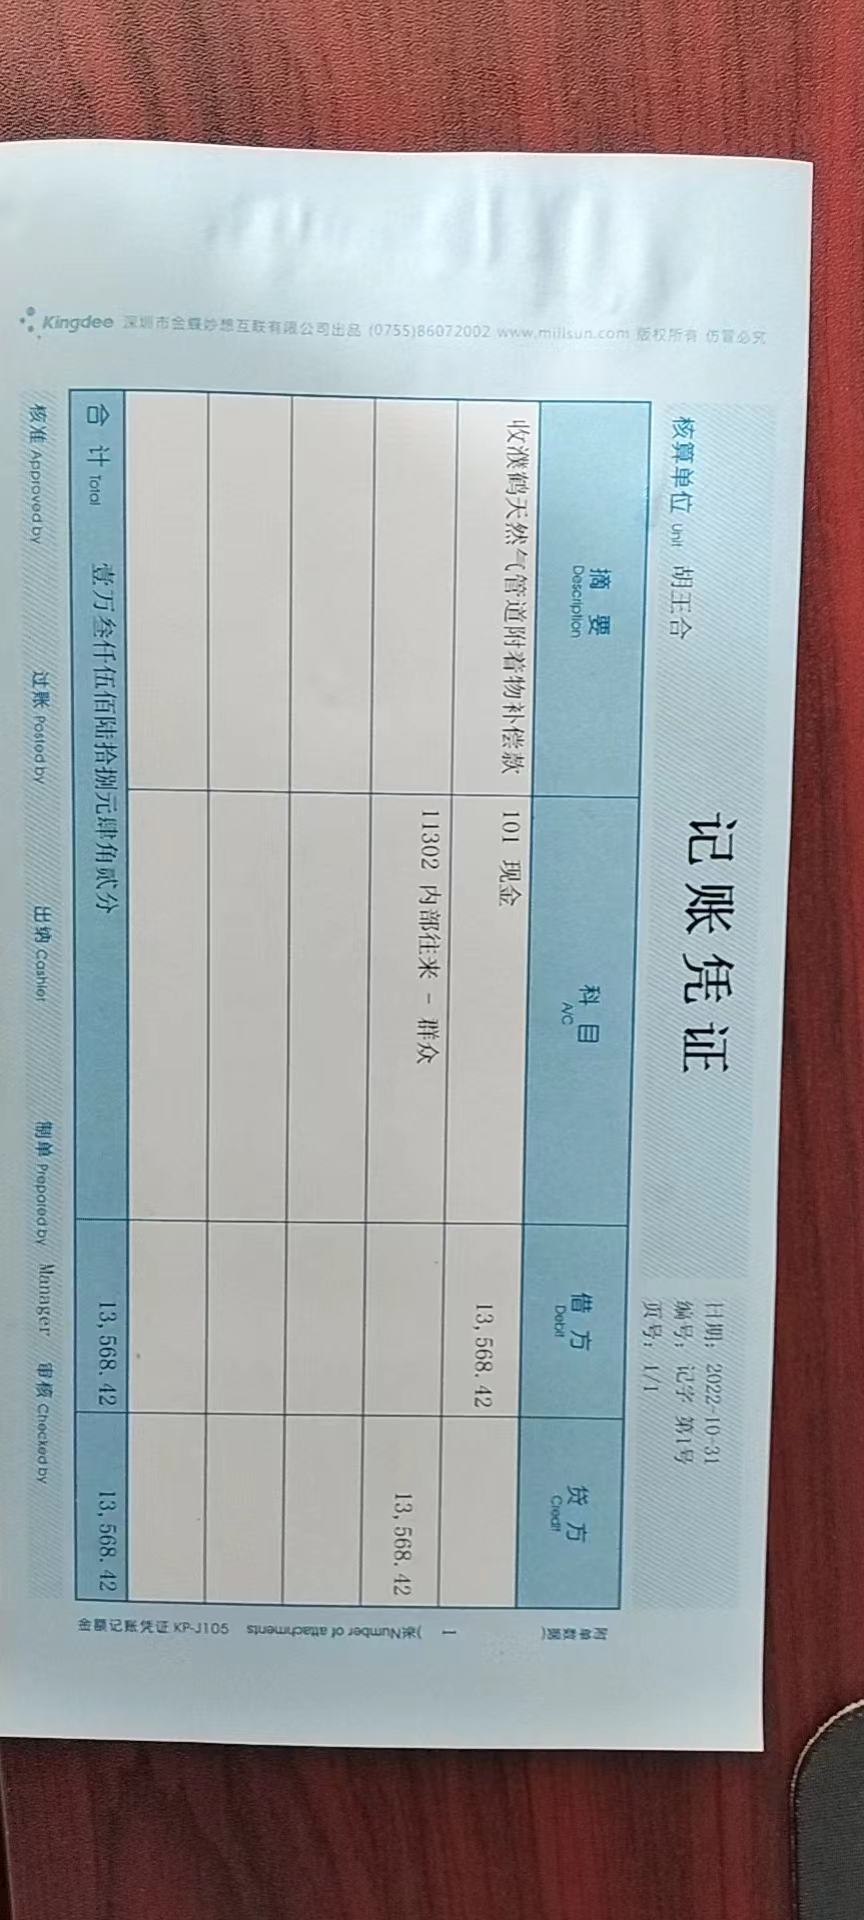 记账凭证
核算单位 Unit 胡王合
日期: 2022-10-31
编号: 记字 第1号
页号: 1/1
摘 要 Description 科 目 A/C 借 方 Debit 贷 方 Credit
收濮鹤天然气管道附着物补偿款 101 现金 13,568.42
11302 内部往来 - 群众 13,568.42
合 计 Total 壹万叁仟伍佰陆拾捌元肆角贰分 13,568.42 13,568.42
附单数据( 1 )张 Number of attachments
金额记账凭证 KP-J105
核准 Approved by 过账 Posted by 出纳 Cashier 制单 Prepared by Manager 审核 Checked by
Kingdee 深圳市金蝶妙想互联有限公司出品 (0755)86072002 www.millsun.com 版权所有 仿冒必究